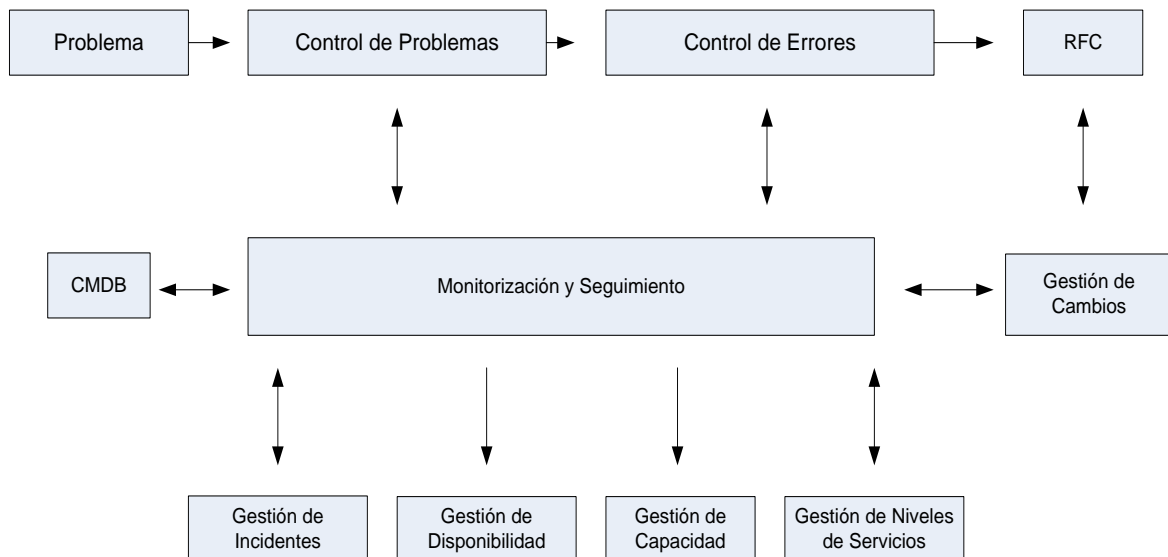 Problema
Control de Problemas
Control de Errores
RFC
CMDB
Monitorización y Seguimiento
Gestión de
Cambios
Gestión de
Incidentes
Gestión de
Disponibilidad
Gestión de
Capacidad
Gestión de Niveles
de Servicios